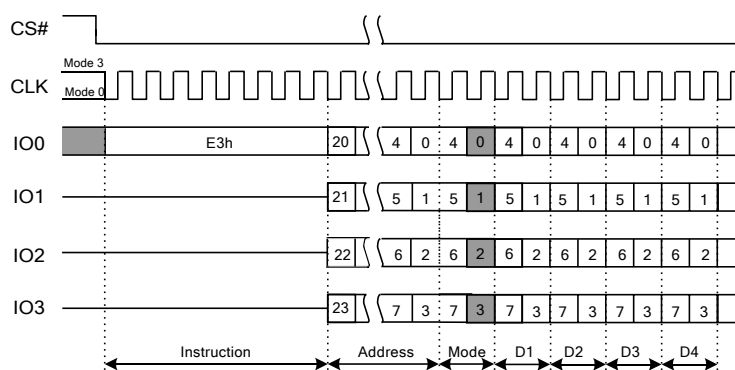 CS#
Mode 3
CLK
Mode 0
IO0 E3h 20 4 0 4 0 4 0 4 0 4 0 4 0
IO1 21 5 1 5 1 5 1 5 1 5 1 5 1
IO2 22 6 2 6 2 6 2 6 2 6 2 6 2
IO3 23 7 3 7 3 7 3 7 3 7 3 7 3
Instruction Address Mode D1 D2 D3 D4